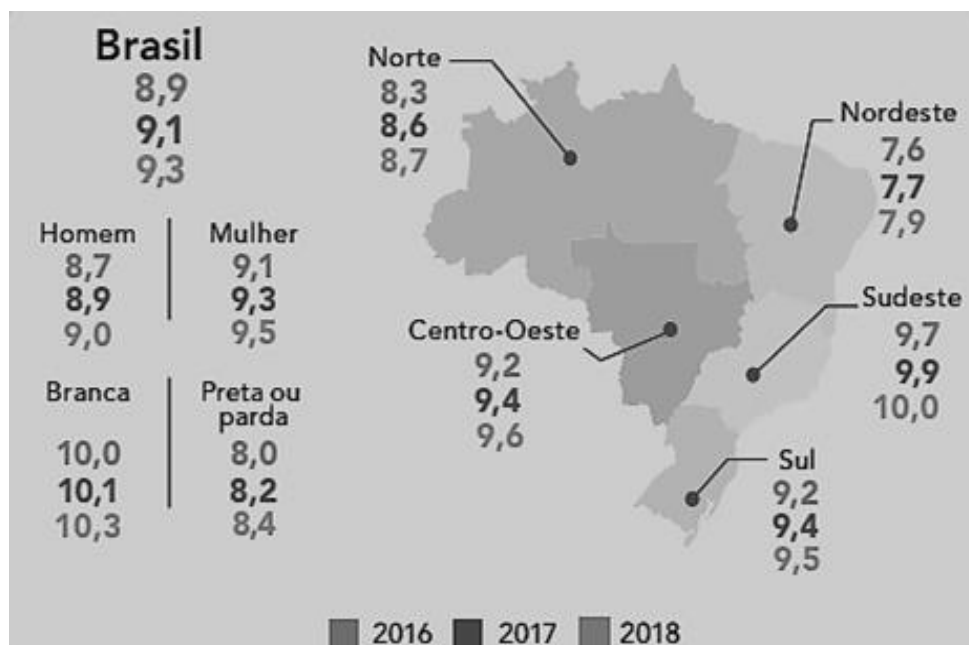 Brasil
8,9
9,1
9,3
Homem
8,7
8,9
9,0
Mulher
9,1
9,3
9,5
Branca
10,0
10,1
10,3
Preta ou
parda
8,0
8,2
8,4
Norte
8,3
8,6
8,7
Nordeste
7,6
7,7
7,9
Centro-Oeste
9,2
9,4
9,6
Sudeste
9,7
9,9
10,0
Sul
9,2
9,4
9,5
2016 2017 2018